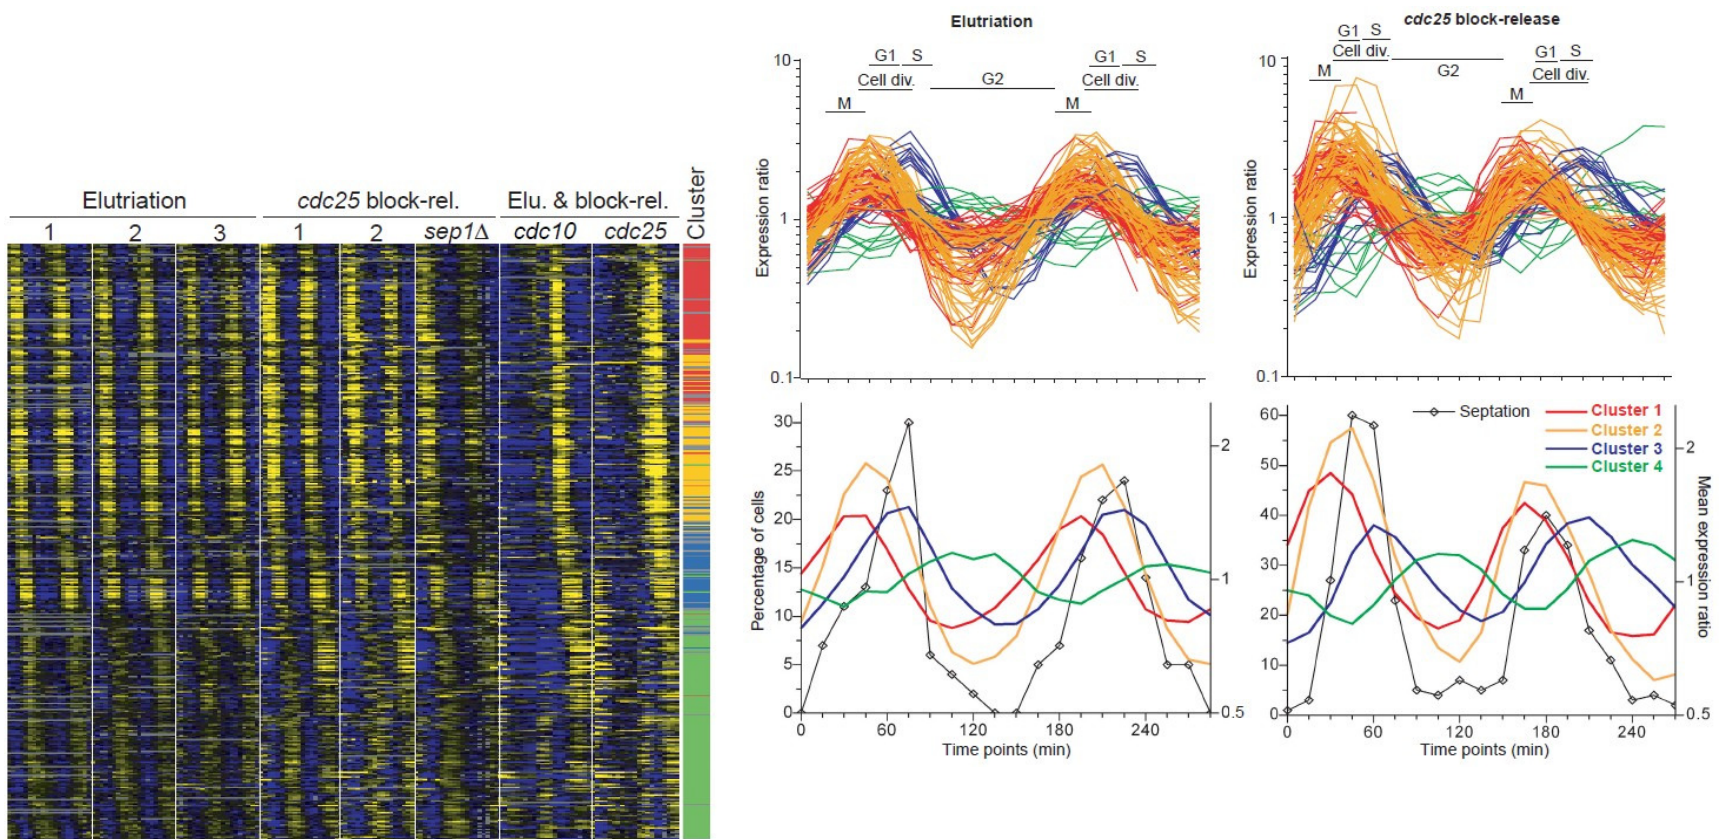 Elutriation
cdc25 block-rel.
Elu. & block-rel.
Cluster
1
2
3
1
2
sep1Δ
cdc10
cdc25
Elutriation
G1
S
Cell div.
M
G2
G1
S
Cell div.
M
Expression ratio
10
1
0.1
cdc25 block-release
G1
S
Cell div.
M
G2
G1
S
Cell div.
M
Expression ratio
10
1
0.1
Percentage of cells
30
25
20
15
10
5
0
2
1
0.5
0
60
120
180
240
Time points (min)
60
50
40
30
20
10
0
Septation
Cluster 1
Cluster 2
Cluster 3
Cluster 4
2
1
0.5
Mean expression ratio
0
60
120
180
240
Time points (min)